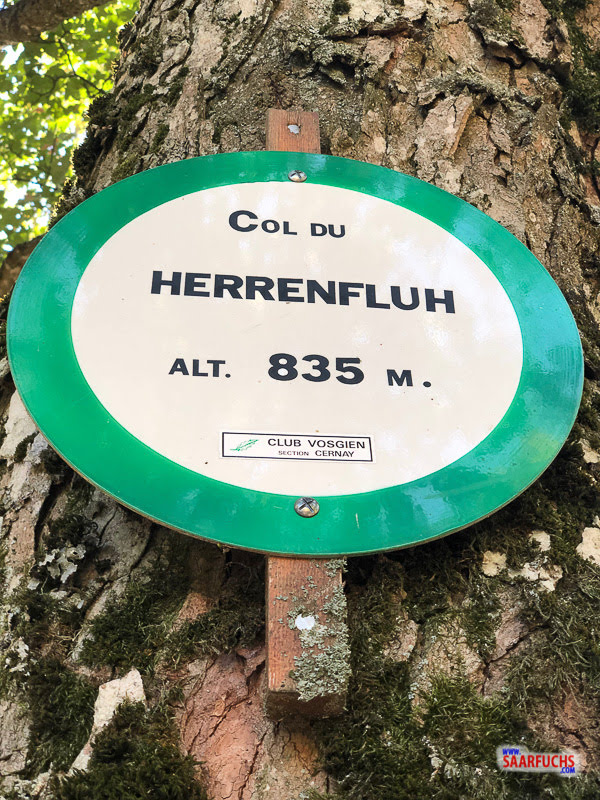 COL DU
HERRENFLUH
ALT. 835 M.
CLUB VOSGIEN
SECTION CERNAY
WWW.
SAARFUCHS
.COM